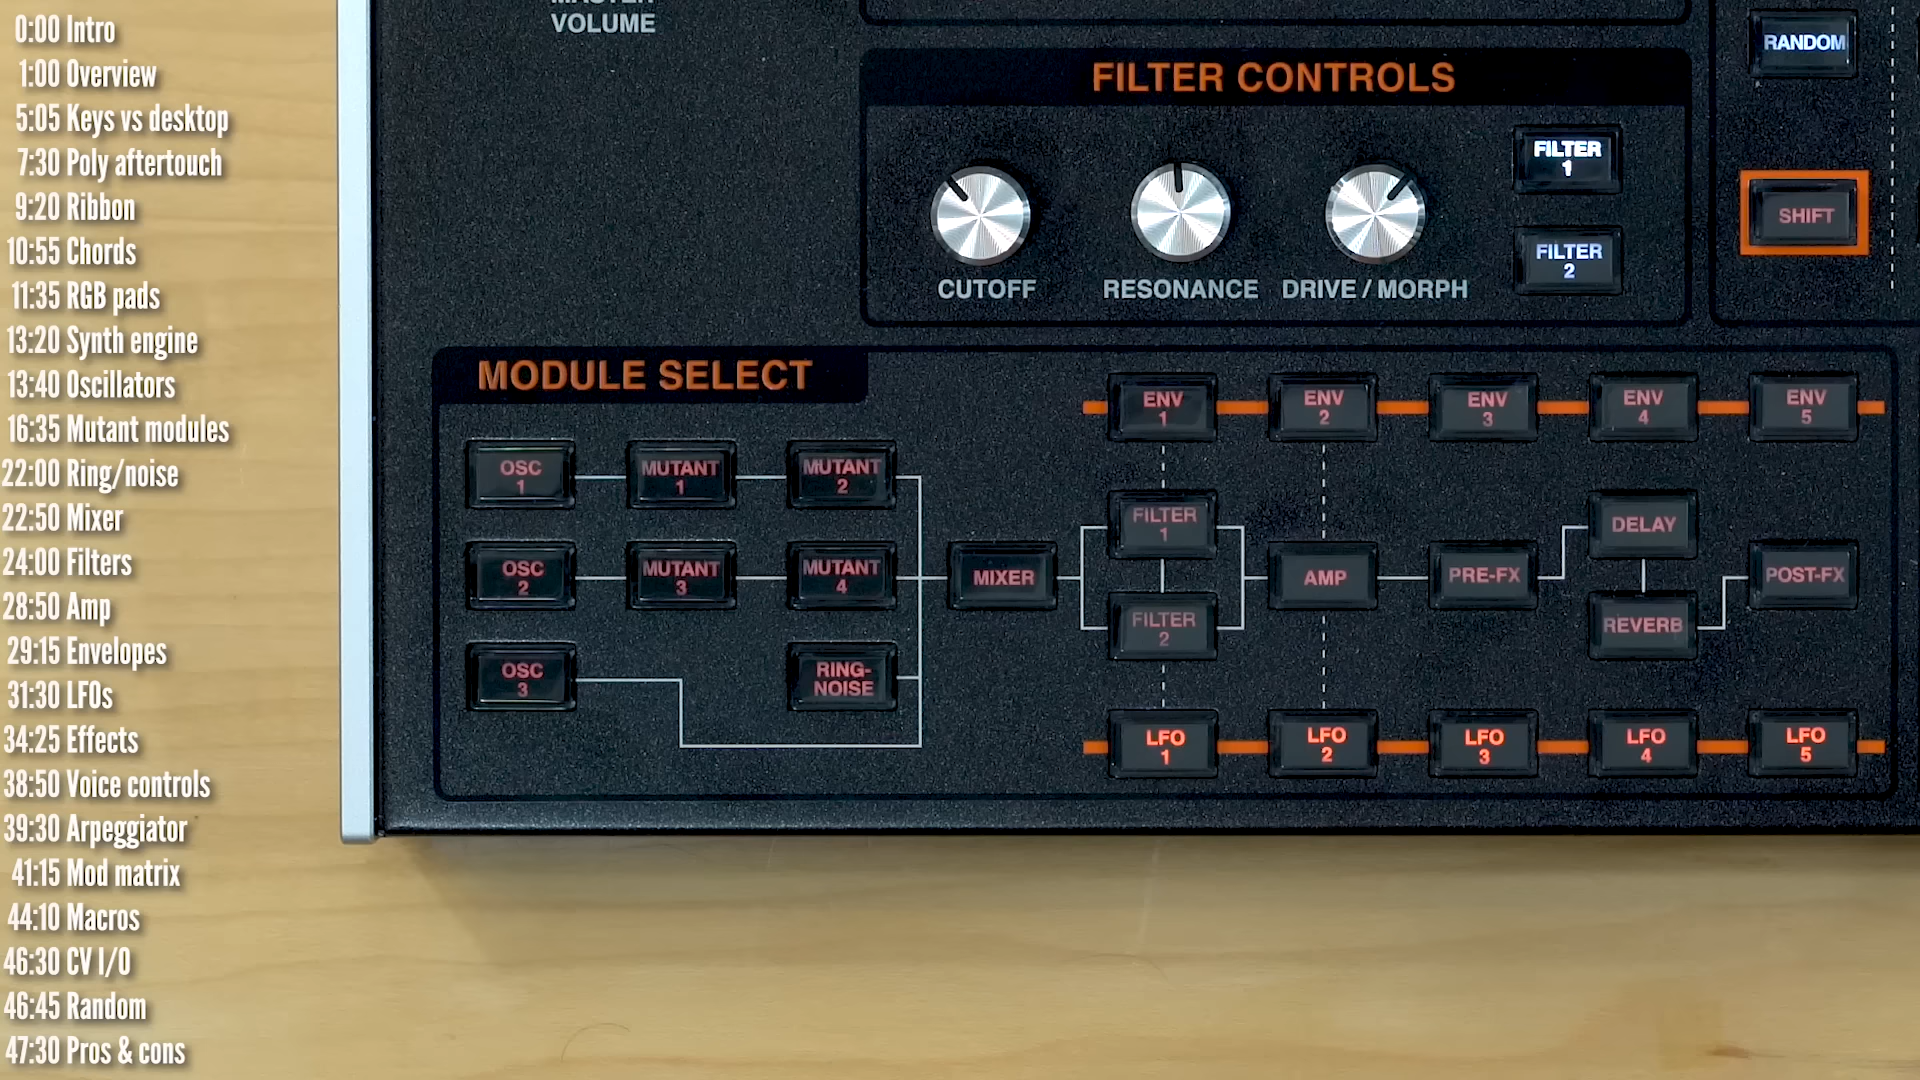 0:00 Intro
1:00 Overview
5:05 Keys vs desktop
7:30 Poly aftertouch
9:20 Ribbon
10:55 Chords
11:35 RGB pads
13:20 Synth engine
13:40 Oscillators
16:35 Mutant modules
22:00 Ring/noise
22:50 Mixer
24:00 Filters
28:50 Amp
29:15 Envelopes
31:30 LFOs
34:25 Effects
38:50 Voice controls
39:30 Arpeggiator
41:15 Mod matrix
44:10 Macros
46:30 CV I/O
46:45 Random
47:30 Pros & cons
MASTER
VOLUME
FILTER CONTROLS
CUTOFF
RESONANCE
DRIVE / MORPH
FILTER
1
FILTER
2
RANDOM
SHIFT
MODULE SELECT
ENV
1
ENV
2
ENV
3
ENV
4
ENV
5
OSC
1
MUTANT
1
MUTANT
2
OSC
2
MUTANT
3
MUTANT
4
OSC
3
RING-
NOISE
MIXER
FILTER
1
FILTER
2
AMP
PRE-FX
DELAY
REVERB
POST-FX
LFO
1
LFO
2
LFO
3
LFO
4
LFO
5